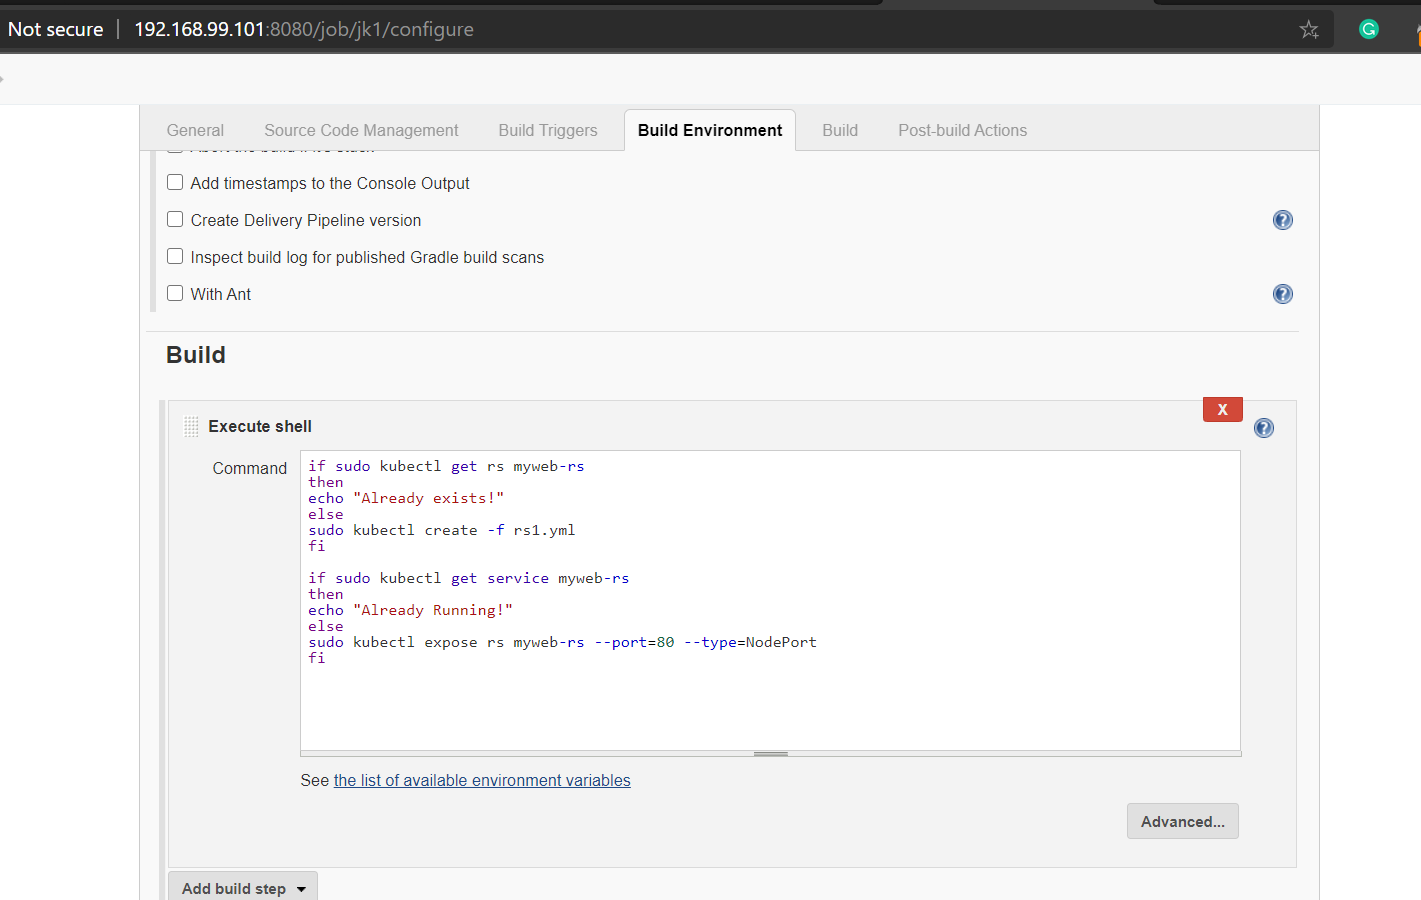 Not secure | 192.168.99.101:8080/job/jk1/configure
General Source Code Management Build Triggers Build Environment Build Post-build Actions
Add timestamps to the Console Output
Create Delivery Pipeline version
Inspect build log for published Gradle build scans
With Ant
Build
X
Execute shell
Command
if sudo kubectl get rs myweb-rs
then
echo "Already exists!"
else
sudo kubectl create -f rs1.yml
fi
if sudo kubectl get service myweb-rs
then
echo "Already Running!"
else
sudo kubectl expose rs myweb-rs --port=80 --type=NodePort
fi
See the list of available environment variables
Advanced...
Add build step